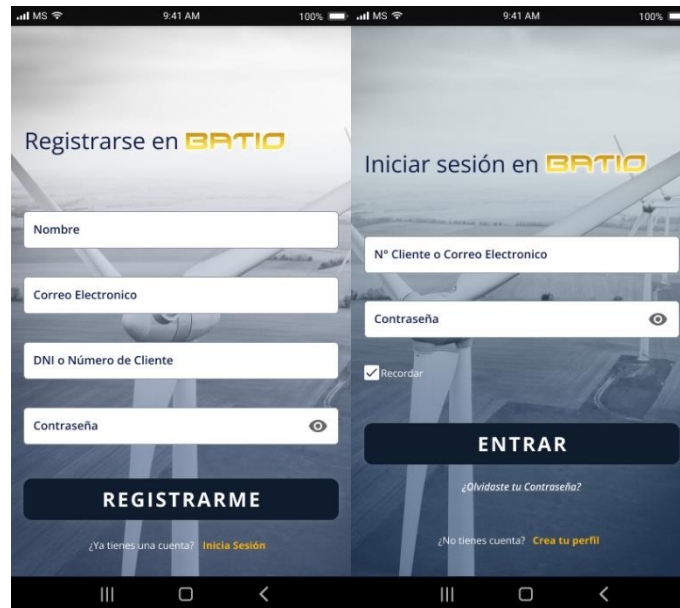 MS 9:41 AM 100%
Registrarse en BATIO
Nombre
Correo Electronico
DNI o Número de Cliente
Contraseña
REGISTRARME
¿Ya tienes una cuenta? Inicia Sesión
MS 9:41 AM 100%
Iniciar sesión en BATIO
N° Cliente o Correo Electronico
Contraseña
Recordar
ENTRAR
¿Olvidaste tu Contraseña?
¿No tienes cuenta? Crea tu perfil